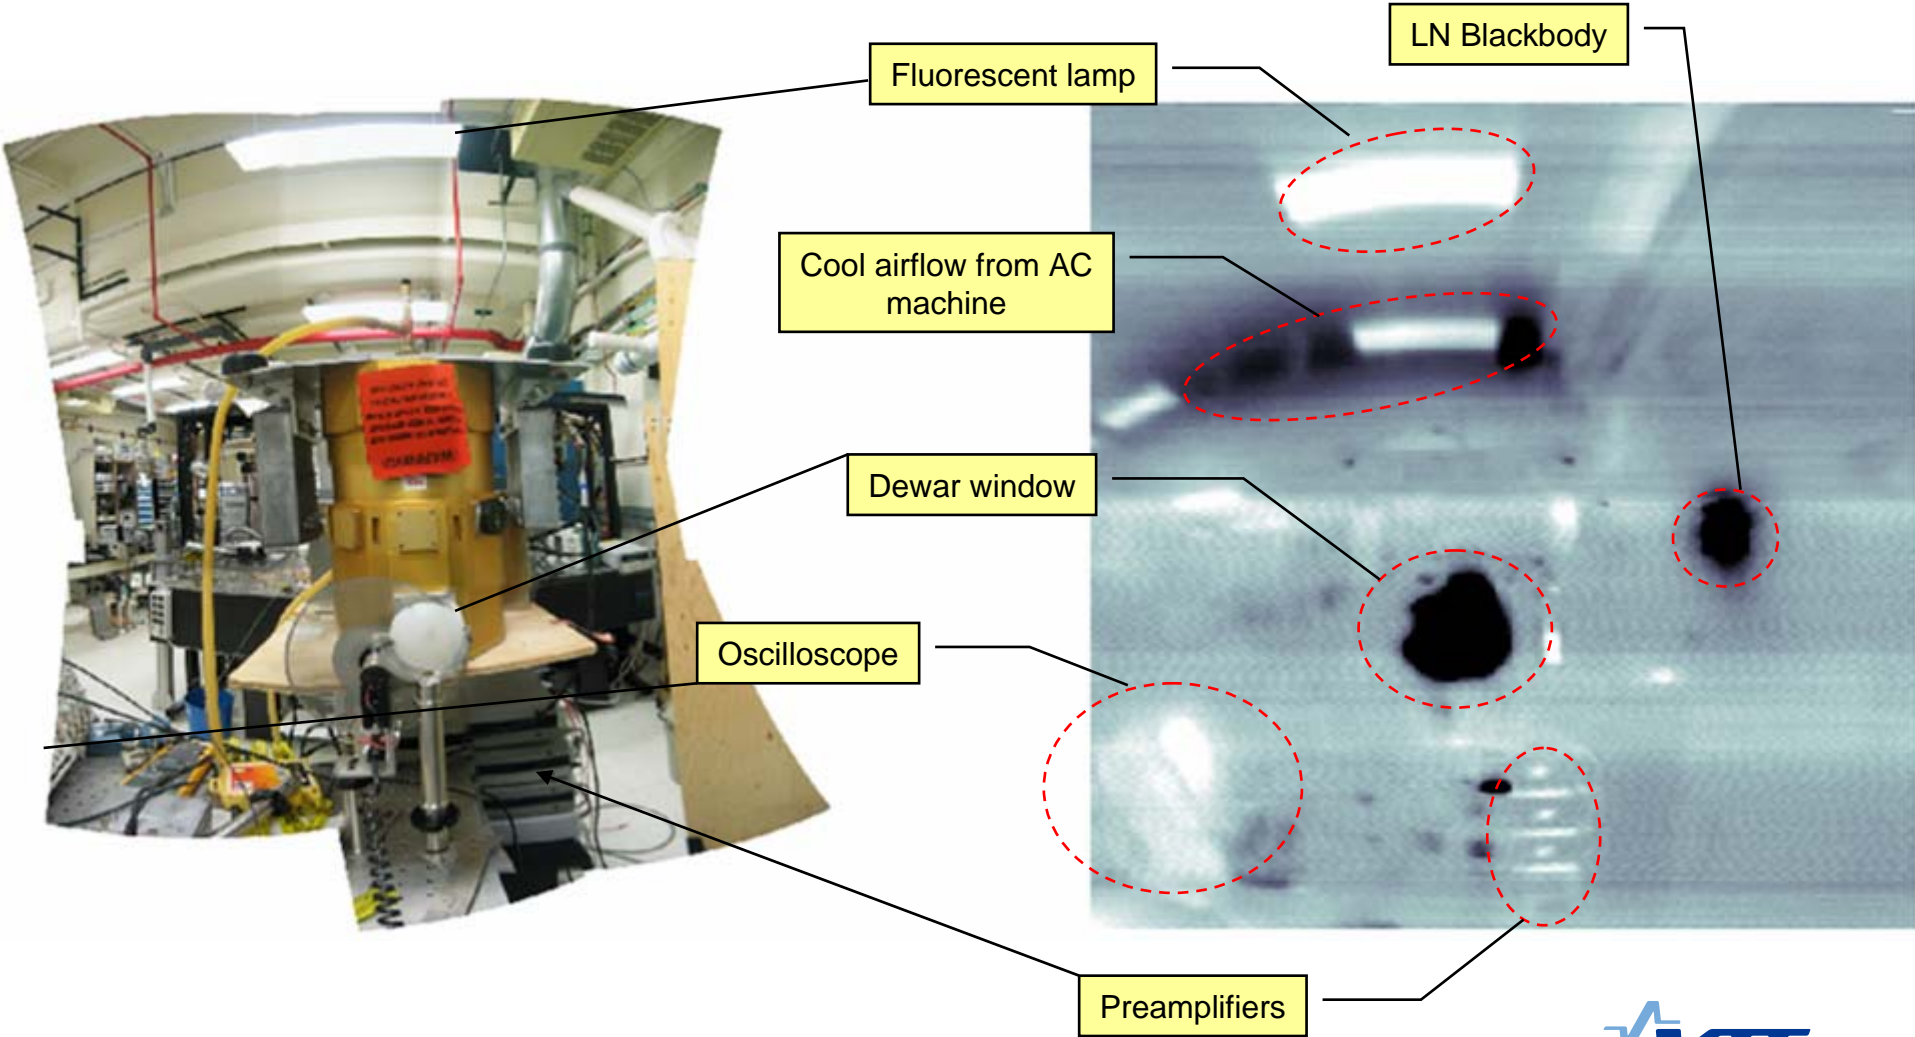 LN Blackbody
Fluorescent lamp
Cool airflow from AC
machine
Dewar window
Oscilloscope
Preamplifiers